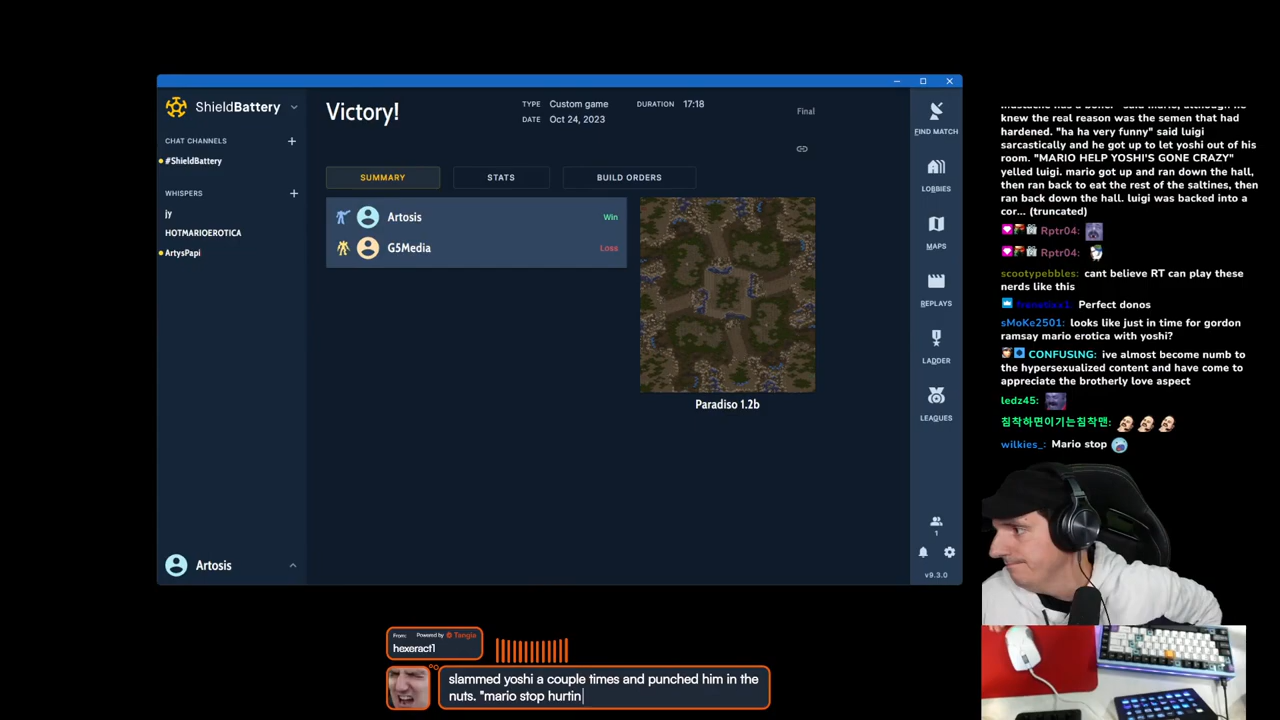 ShieldBattery
CHAT CHANNELS
#ShieldBattery
WHISPERS
jy
HOTMARIOEROTICA
ArtysPapi
Artosis
Victory!
TYPE Custom game
DATE Oct 24, 2023
DURATION 17:18
Final
SUMMARY
STATS
BUILD ORDERS
Artosis Win
G5Media Loss
Paradiso 1.2b
FIND MATCH
LOBBIES
MAPS
REPLAYS
LADDER
LEAGUES
1
v9.3.0
knew the real reason was the semen that had
hardened. "ha ha very funny" said luigi
sarcastically and he got up to let yoshi out of his
room. "MARIO HELP YOSHI'S GONE CRAZY"
yelled luigi. mario got up and ran down the hall,
then ran back to eat the rest of the saltines, then
ran back down the hall. luigi was backed into a
cor... (truncated)
Rptr04:
Rptr04:
scootypebbles: cant believe RT can play these
nerds like this
Perfect donos
sMoKe2501: looks like just in time for gordon
ramsay mario erotica with yoshi?
CONFUSING: ive almost become numb to
the hypersexualized content and have come to
appreciate the brotherly love aspect
ledz45:
침착하면이기는침착맨:
wilkies_: Mario stop
From: Powered by Tangia
hexeract1
slammed yoshi a couple times and punched him in the
nuts. "mario stop hurtin